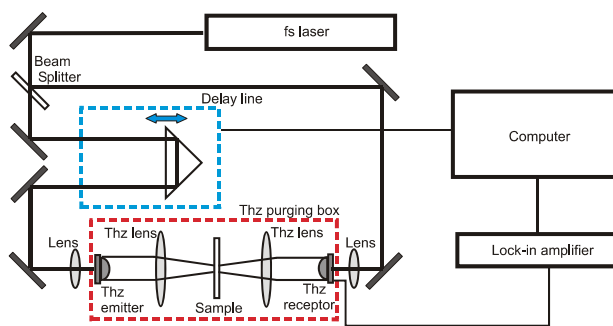 fs laser
Beam
Splitter
Delay line
Computer
Thz purging box
Lens
Thz lens
Thz lens
Lens
Lock-in amplifier
Thz
emitter
Sample
Thz
receptor